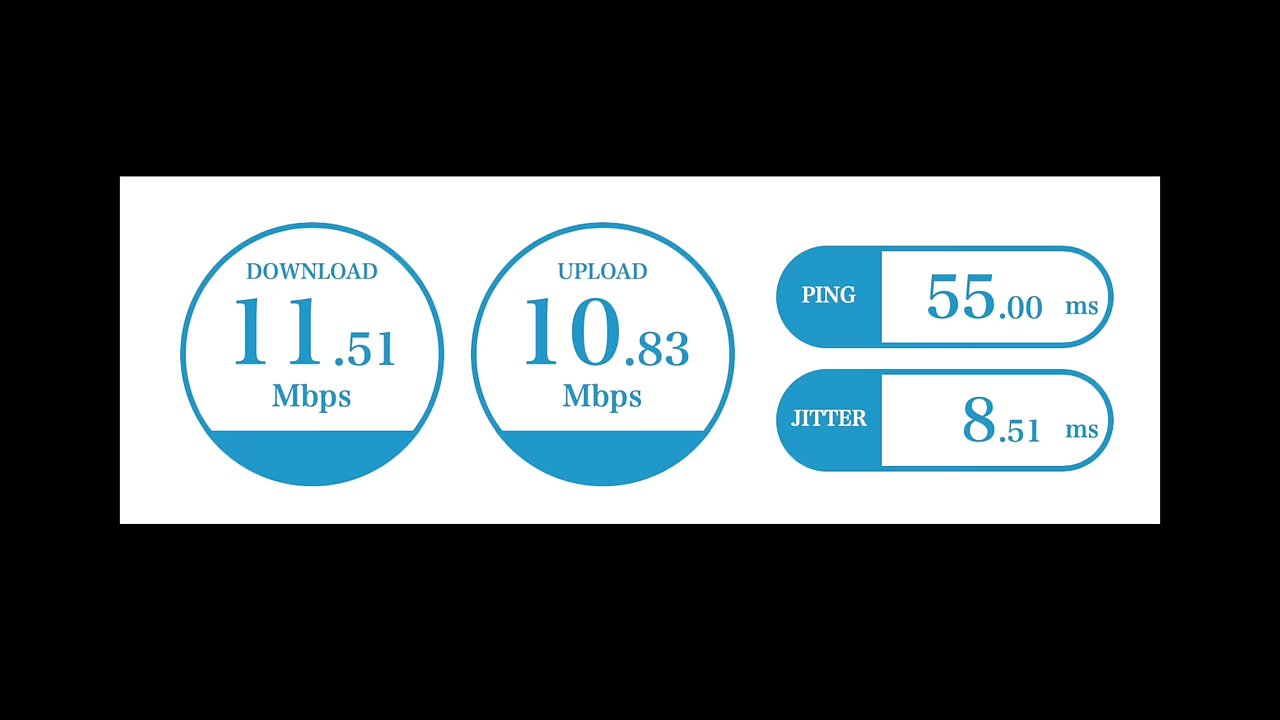 DOWNLOAD
11.51
Mbps
UPLOAD
10.83
Mbps
PING
55.00 ms
JITTER
8.51 ms